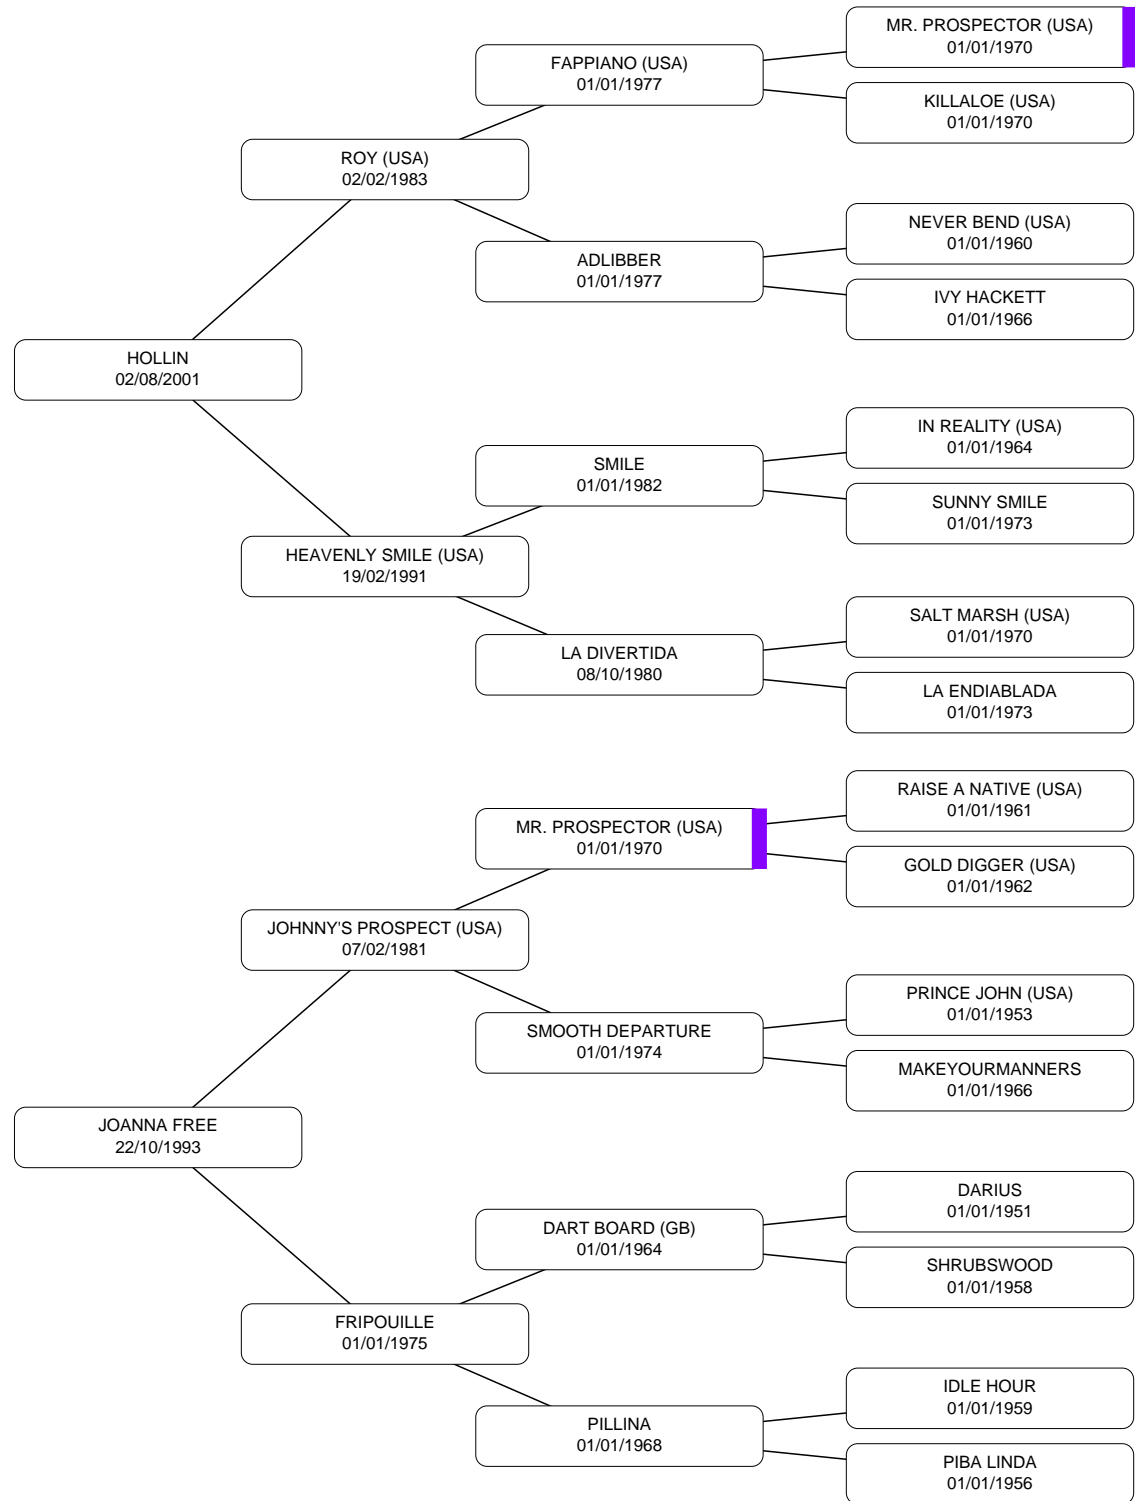 MR. PROSPECTOR (USA)
01/01/1970
FAPPIANO (USA)
01/01/1977
KILLALOE (USA)
01/01/1970
ROY (USA)
02/02/1983
NEVER BEND (USA)
01/01/1960
ADLIBBER
01/01/1977
IVY HACKETT
01/01/1966
HOLLIN
02/08/2001
IN REALITY (USA)
01/01/1964
SMILE
01/01/1982
SUNNY SMILE
01/01/1973
HEAVENLY SMILE (USA)
19/02/1991
SALT MARSH (USA)
01/01/1970
LA DIVERTIDA
08/10/1980
LA ENDIABLADA
01/01/1973
RAISE A NATIVE (USA)
01/01/1961
MR. PROSPECTOR (USA)
01/01/1970
GOLD DIGGER (USA)
01/01/1962
JOHNNY'S PROSPECT (USA)
07/02/1981
PRINCE JOHN (USA)
01/01/1953
SMOOTH DEPARTURE
01/01/1974
MAKEYOURMANNERS
01/01/1966
JOANNA FREE
22/10/1993
DARIUS
01/01/1951
DART BOARD (GB)
01/01/1964
SHRUBSWOOD
01/01/1958
FRIPOUILLE
01/01/1975
IDLE HOUR
01/01/1959
PILLINA
01/01/1968
PIBA LINDA
01/01/1956